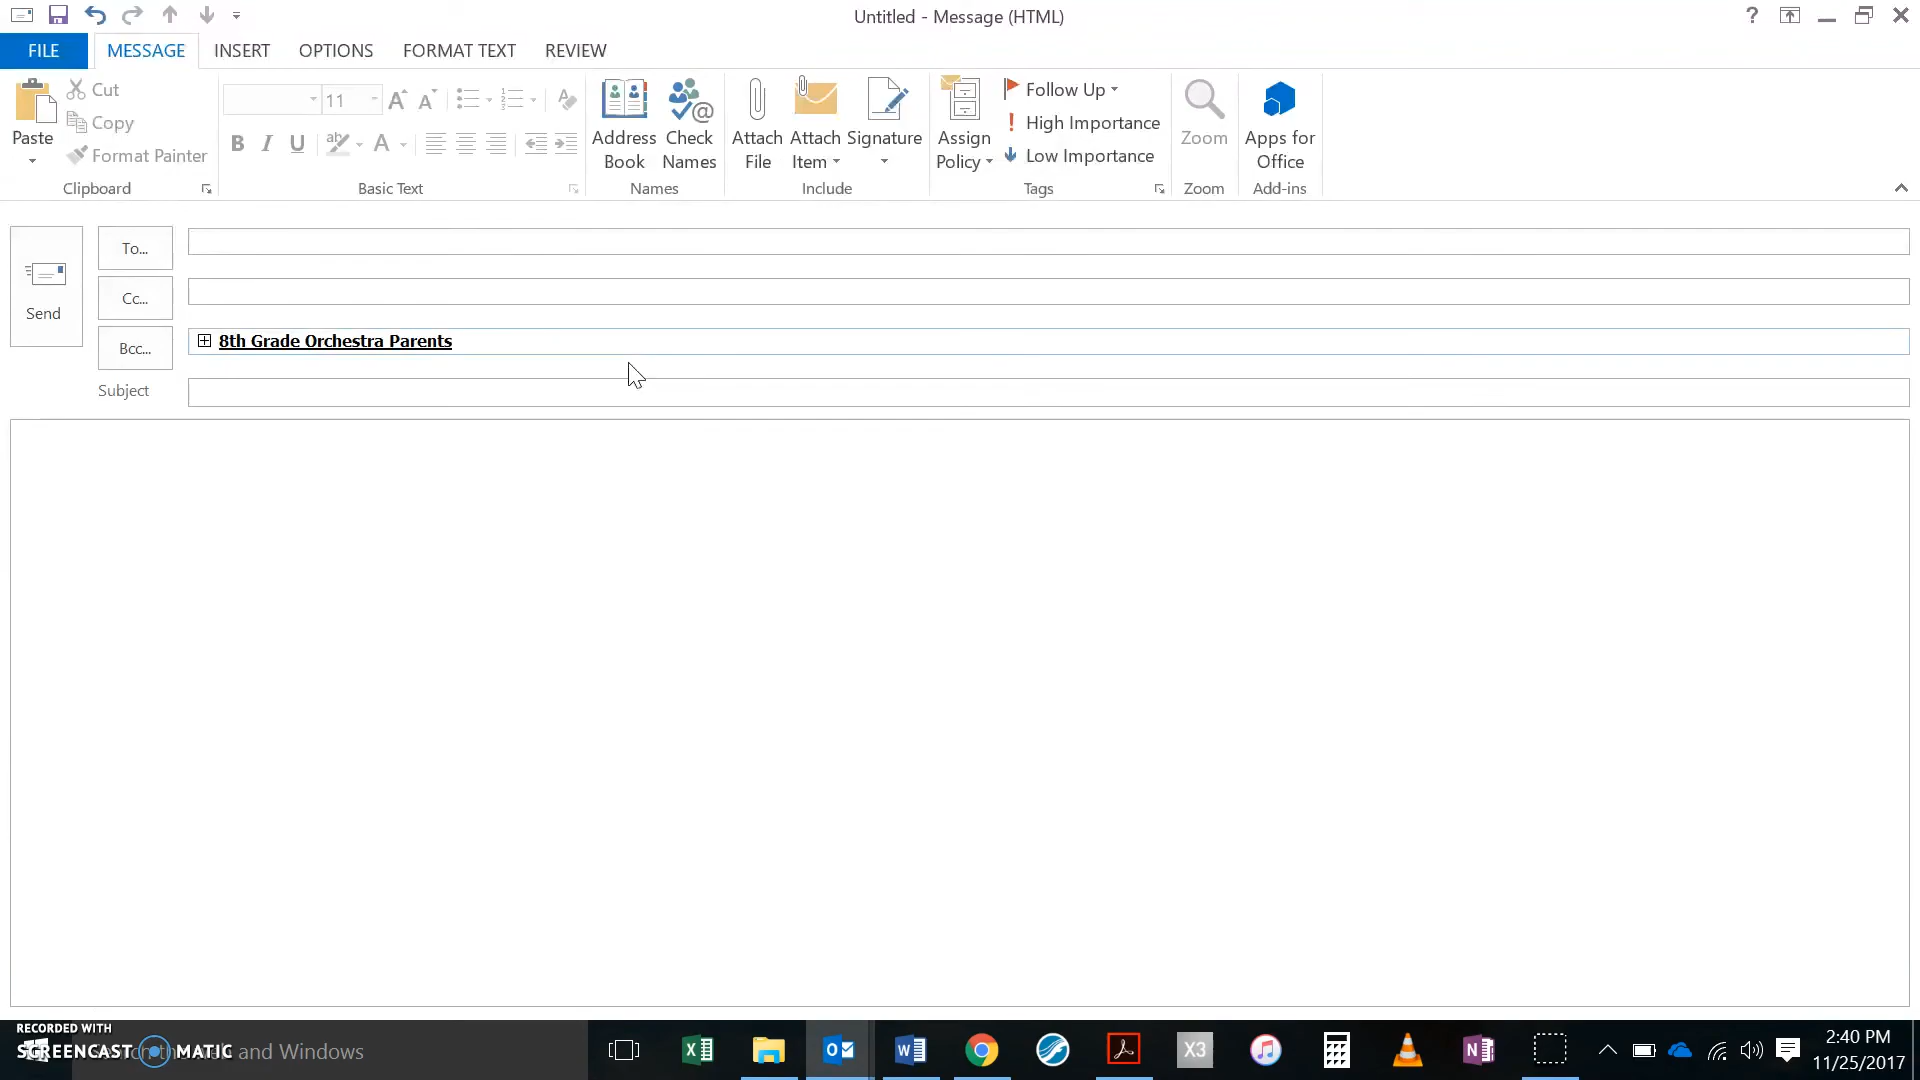 Untitled - Message (HTML)
FILE MESSAGE INSERT OPTIONS FORMAT TEXT REVIEW
Paste
Cut
Copy
Format Painter
Clipboard
11
B I U
A
Basic Text
Address Book
Check Names
Names
Attach File
Attach Item
Signature
Include
Assign Policy
Follow Up
High Importance
Low Importance
Tags
Zoom
Zoom
Apps for Office
Add-ins
Send
To...
Cc...
Bcc...
8th Grade Orchestra Parents
Subject
RECORDED WITH
SCREENCAST MATIC
and Windows
X3
2:40 PM
11/25/2017